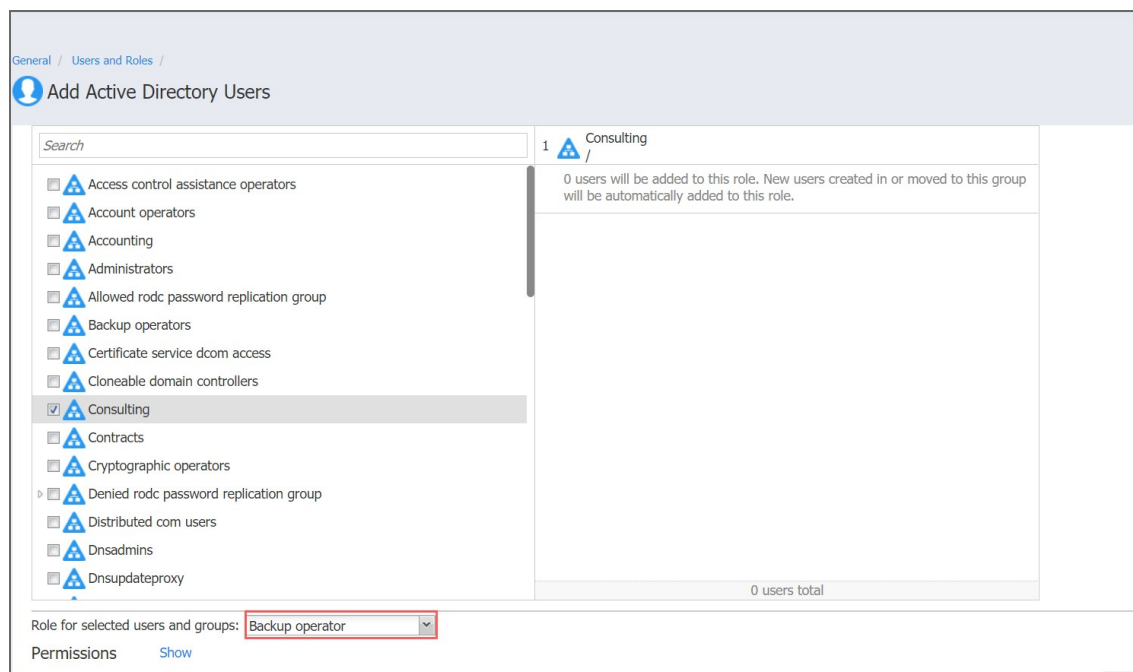 General / Users and Roles /
Add Active Directory Users
Search
Access control assistance operators
Account operators
Accounting
Administrators
Allowed rodc password replication group
Backup operators
Certificate service dcom access
Cloneable domain controllers
Consulting
Contracts
Cryptographic operators
Denied rodc password replication group
Distributed com users
Dnsadmins
Dnsupdateproxy
1 Consulting
/
0 users will be added to this role. New users created in or moved to this group
will be automatically added to this role.
0 users total
Role for selected users and groups: Backup operator
Permissions Show